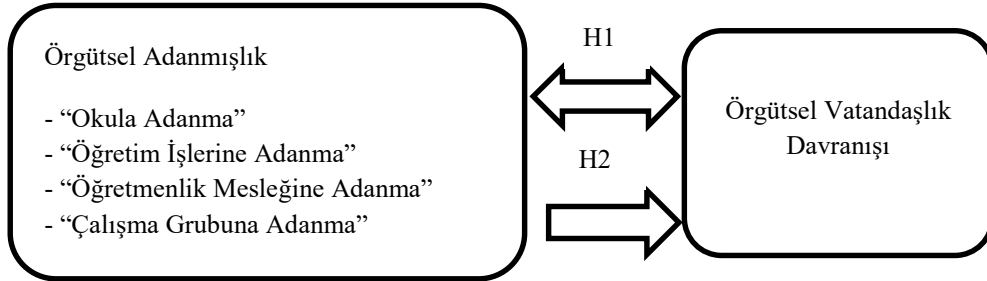 Örgütsel Adanmışlık
- “Okula Adanma”
- “Öğretim İşlerine Adanma”
- “Öğretmenlik Mesleğine Adanma”
- “Çalışma Grubuna Adanma”
H1
H2
Örgütsel Vatandaşlık
Davranışı